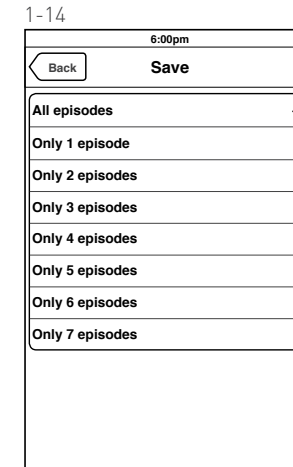 1-14
6:00pm
Back Save
All episodes
Only 1 episode
Only 2 episodes
Only 3 episodes
Only 4 episodes
Only 5 episodes
Only 6 episodes
Only 7 episodes